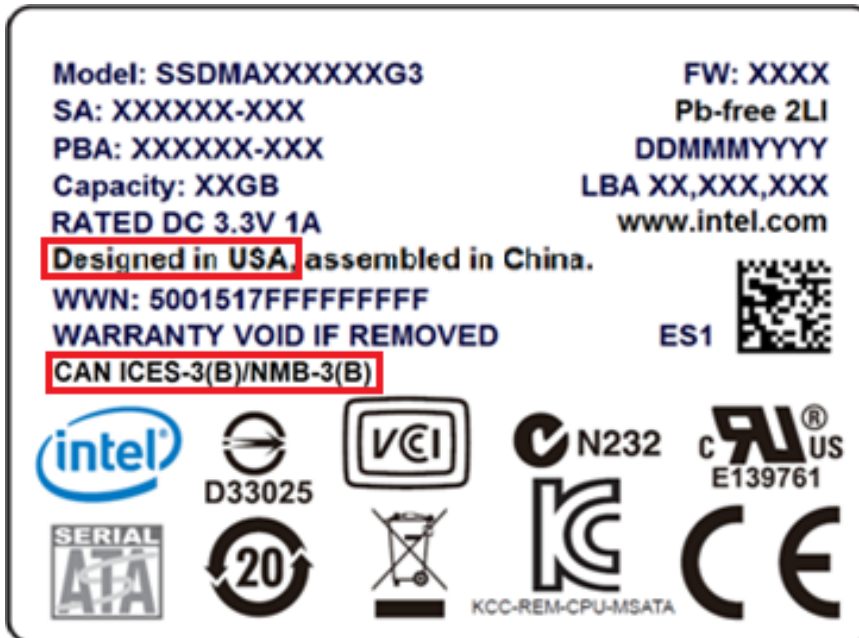 Model: SSDMAXXXXXXG3 FW: XXXX
SA: XXXXXX-XXX Pb-free 2LI
PBA: XXXXXX-XXX DDMMMYYYY
Capacity: XXGB LBA XX,XXX,XXX
RATED DC 3.3V 1A www.intel.com
Designed in USA, assembled in China.
WWN: 5001517FFFFFFFFF
WARRANTY VOID IF REMOVED ES1
CAN ICES-3(B)/NMB-3(B)
intel® D33025 VCI N232 c RU ® US E139761
SERIAL ATA 20 KC KCC-REM-CPU-MSATA CE